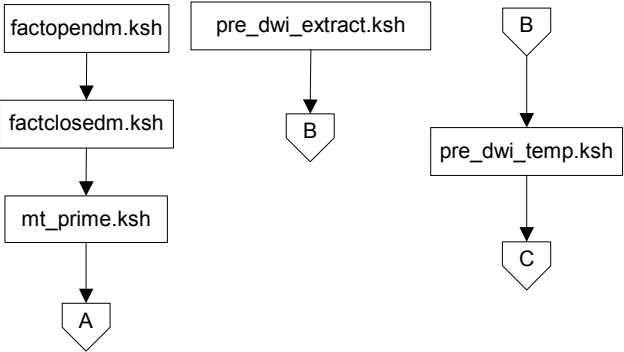 factopendm.ksh
factclosedm.ksh
mt_prime.ksh
A
pre_dwi_extract.ksh
B
B
pre_dwi_temp.ksh
C